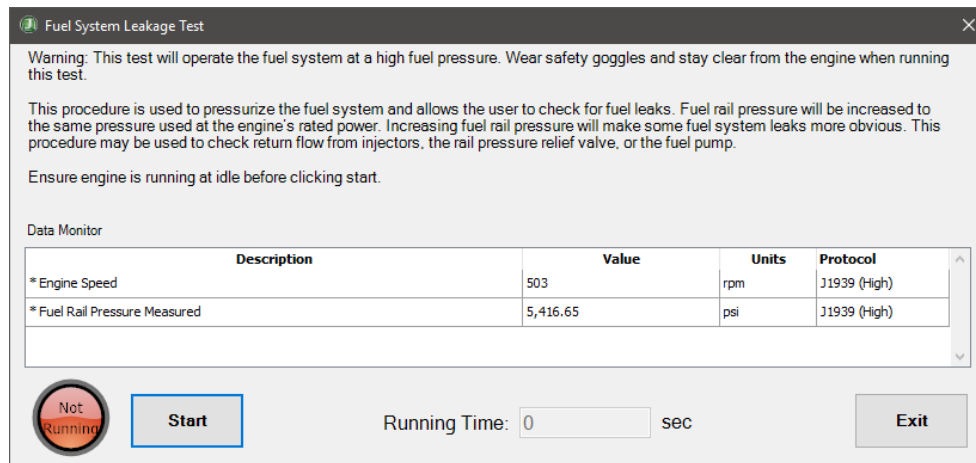 Fuel System Leakage Test
Warning: This test will operate the fuel system at a high fuel pressure. Wear safety goggles and stay clear from the engine when running
this test.
This procedure is used to pressurize the fuel system and allows the user to check for fuel leaks. Fuel rail pressure will be increased to
the same pressure used at the engine's rated power. Increasing fuel rail pressure will make some fuel system leaks more obvious. This
procedure may be used to check return flow from injectors, the rail pressure relief valve, or the fuel pump.
Ensure engine is running at idle before clicking start.
Data Monitor
Description Value Units Protocol
* Engine Speed 503 rpm J1939 (High)
* Fuel Rail Pressure Measured 5,416.65 psi J1939 (High)
Not
Running
Start
Running Time: 0 sec
Exit